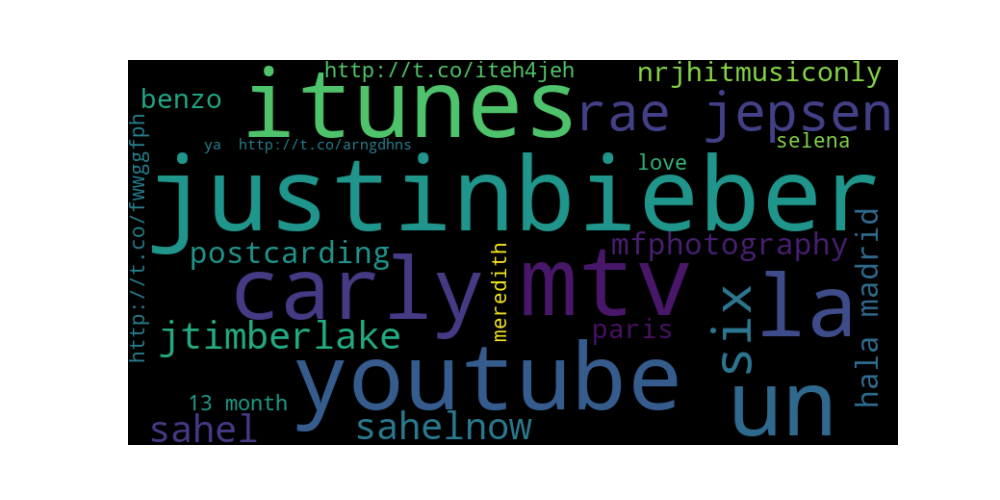 http://t.co/iteh4jeh
nrjhitmusiconly
benzo
itunes
rae jepsen
ya
http://t.co/arngdhns
selena
love
http://t.co/fwwggfph
justinbieber
postcarding
mfphotography
hala madrid
carly
meredith
mtv
la
six
jtimberlake
paris
youtube
un
13 month
sahel
sahelnow